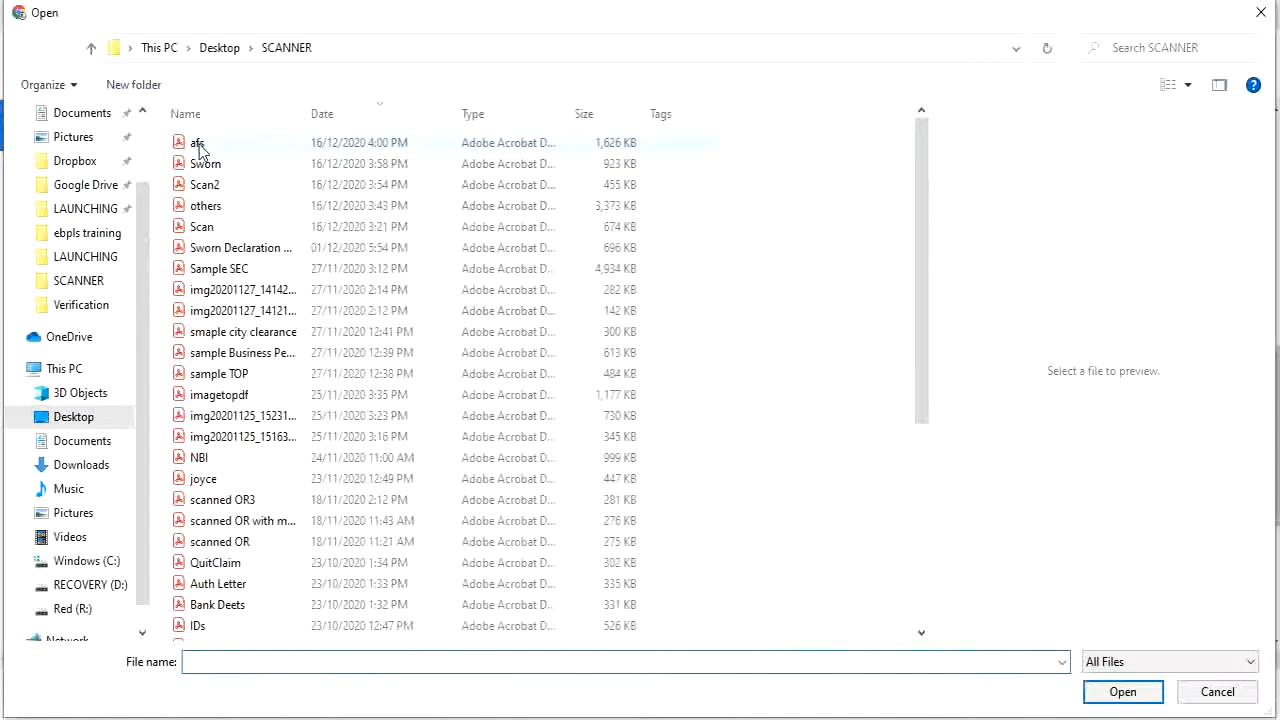 Open
This PC > Desktop > SCANNER
Search SCANNER
Organize
New folder
Name Date Type Size Tags
afs 16/12/2020 4:00 PM Adobe Acrobat D... 1,626 KB
Sworn 16/12/2020 3:58 PM Adobe Acrobat D... 923 KB
Scan2 16/12/2020 3:54 PM Adobe Acrobat D... 455 KB
others 16/12/2020 3:43 PM Adobe Acrobat D... 3,373 KB
Scan 16/12/2020 3:21 PM Adobe Acrobat D... 674 KB
Sworn Declaration ... 01/12/2020 5:54 PM Adobe Acrobat D... 696 KB
Sample SEC 27/11/2020 3:12 PM Adobe Acrobat D... 4,934 KB
img20201127_14142... 27/11/2020 2:14 PM Adobe Acrobat D... 282 KB
img20201127_14121... 27/11/2020 2:12 PM Adobe Acrobat D... 142 KB
smaple city clearance 27/11/2020 12:41 PM Adobe Acrobat D... 300 KB
sample Business Pe... 27/11/2020 12:39 PM Adobe Acrobat D... 613 KB
sample TOP 27/11/2020 12:38 PM Adobe Acrobat D... 484 KB
imagetopdf 25/11/2020 3:35 PM Adobe Acrobat D... 1,177 KB
img20201125_15231... 25/11/2020 3:23 PM Adobe Acrobat D... 730 KB
img20201125_15163... 25/11/2020 3:16 PM Adobe Acrobat D... 345 KB
NBI 24/11/2020 11:00 AM Adobe Acrobat D... 999 KB
joyce 23/11/2020 12:49 PM Adobe Acrobat D... 447 KB
scanned OR3 18/11/2020 2:12 PM Adobe Acrobat D... 281 KB
scanned OR with m... 18/11/2020 11:43 AM Adobe Acrobat D... 276 KB
scanned OR 18/11/2020 11:21 AM Adobe Acrobat D... 275 KB
QuitClaim 23/10/2020 1:34 PM Adobe Acrobat D... 302 KB
Auth Letter 23/10/2020 1:33 PM Adobe Acrobat D... 335 KB
Bank Deets 23/10/2020 1:32 PM Adobe Acrobat D... 331 KB
IDs 23/10/2020 12:47 PM Adobe Acrobat D... 526 KB
Documents
Pictures
Dropbox
Google Drive
LAUNCHING
ebpls training
LAUNCHING
SCANNER
Verification
OneDrive
This PC
3D Objects
Desktop
Documents
Downloads
Music
Pictures
Videos
Windows (C:)
RECOVERY (D:)
Red (R:)
Network
Select a file to preview.
File name:
All Files
Open
Cancel